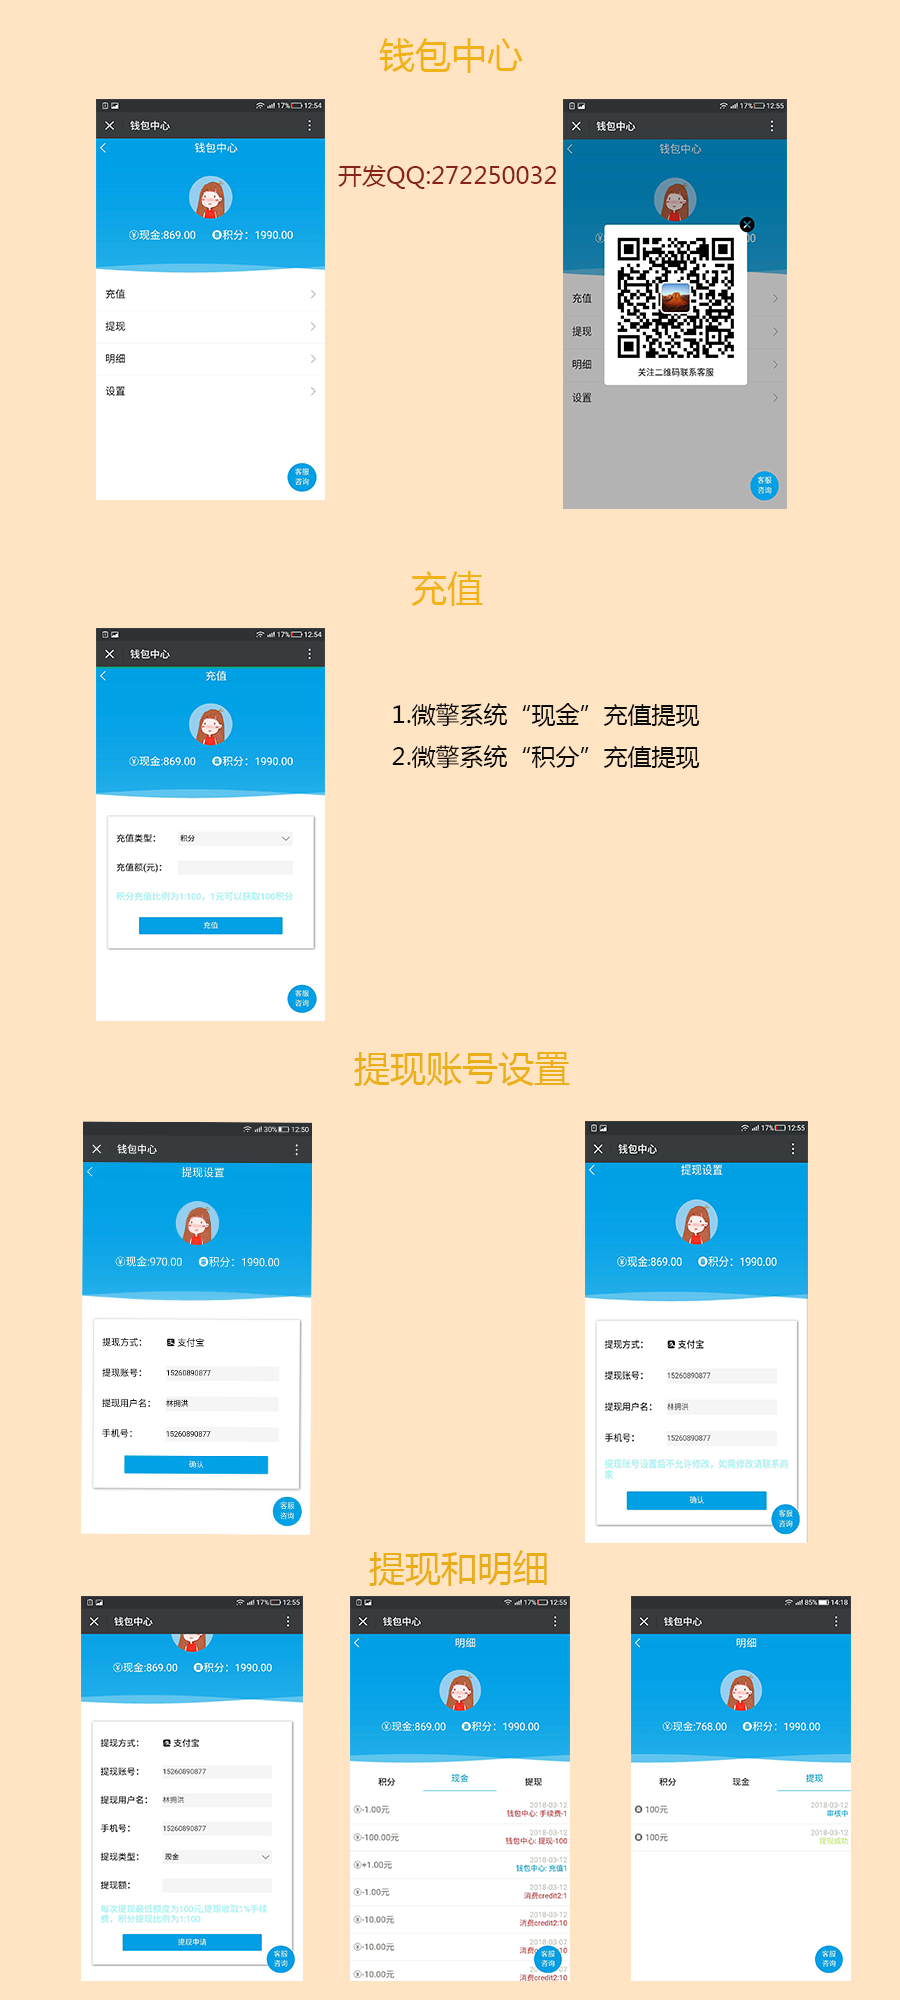 钱包中心
17% 12:54
钱包中心
钱包中心
现金:869.00 积分：1990.00
充值
提现
明细
设置
客服
咨询
开发QQ:272250032
17% 12:55
钱包中心
钱包中心
00
充值
提现
明细
设置
关注二维码联系客服
客服
咨询
充值
17% 12:54
钱包中心
充值
现金:869.00 积分：1990.00
充值类型： 积分
充值额(元)：
积分充值比例为1:100，1元可以获取100积分
充值
客服
咨询
1.微擎系统“现金”充值提现
2.微擎系统“积分”充值提现
提现账号设置
30% 12:50
钱包中心
提现设置
现金:970.00 积分：1990.00
提现方式： 支付宝
提现账号： 15260890877
提现用户名： 林拥洪
手机号： 15260890877
确认
客服
咨询
17% 12:55
钱包中心
提现设置
现金:869.00 积分：1990.00
提现方式： 支付宝
提现账号： 15260890877
提现用户名： 林拥洪
手机号： 15260890877
提现账号设置后不允许修改，如需修改请联系商
家
确认
客服
咨询
提现和明细
17% 12:55
钱包中心
现金:869.00 积分：1990.00
提现方式： 支付宝
提现账号： 15260890877
提现用户名： 林拥洪
手机号： 15260890877
提现类型： 现金
提现额：
每次提现最低额度为100元,提现收取1%手续
费，积分提现比例为1:100
提现申请
客服
咨询
17% 12:55
钱包中心
明细
现金:869.00 积分：1990.00
积分 现金 提现
-1.00元 2018-03-12
钱包中心: 手续费-1
-100.00元 2018-03-12
钱包中心: 提现-100
+1.00元 2018-03-12
钱包中心: 充值1
-1.00元 2018-03-12
消费credit2:1
-10.00元 2018-03-12
消费credit2:10
-10.00元 2018-03-07
消费 10
-10.00元
消费credit2:10
客服
咨询
85% 14:18
钱包中心
明细
现金:768.00 积分：1990.00
积分 现金 提现
100元 2018-03-12
审核中
100元 2018-03-12
提现成功
客服
咨询